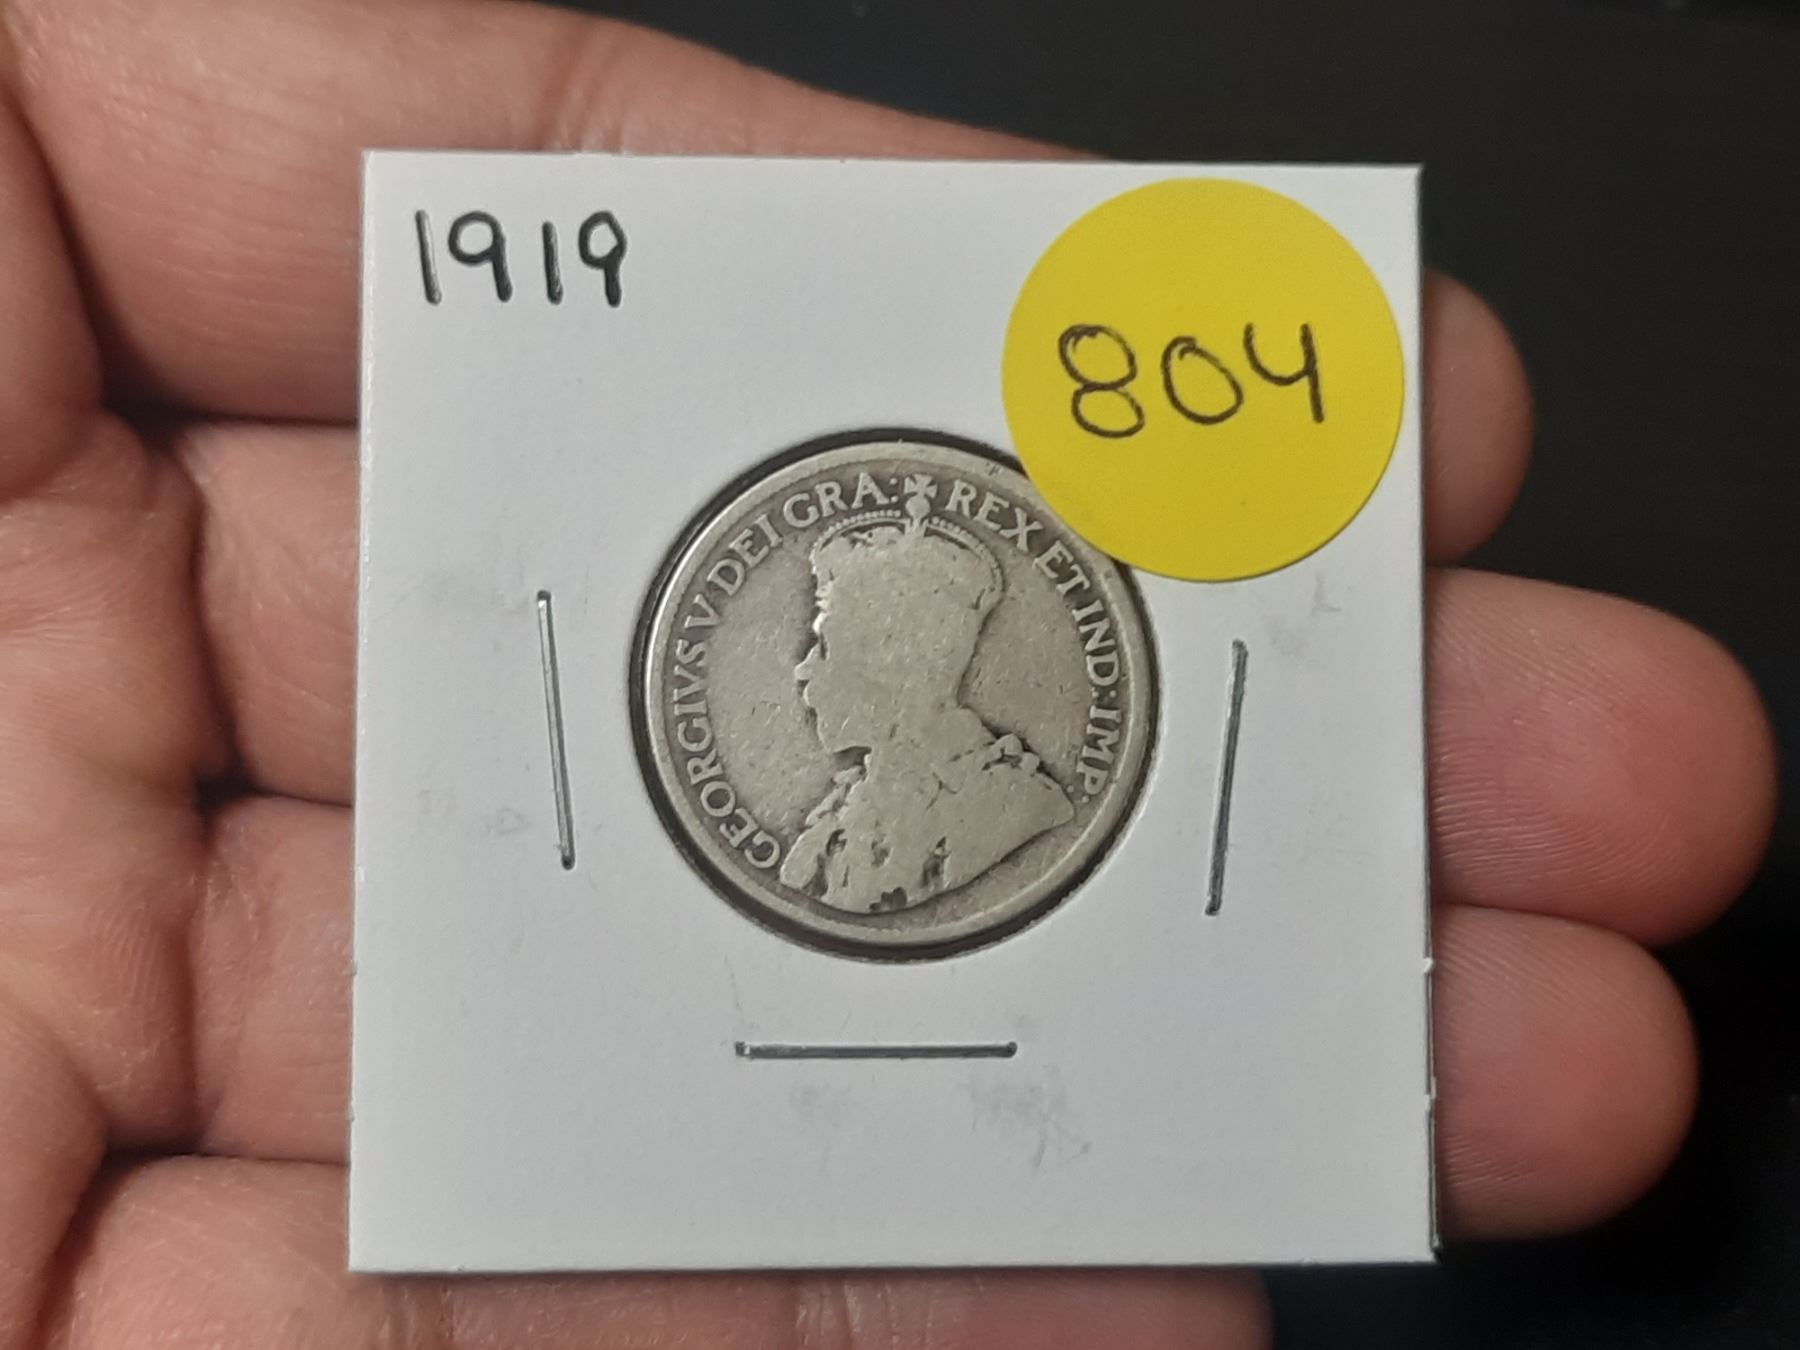 1919
804
GEORGIVS V DEI GRA: REX ET IND: IMP: